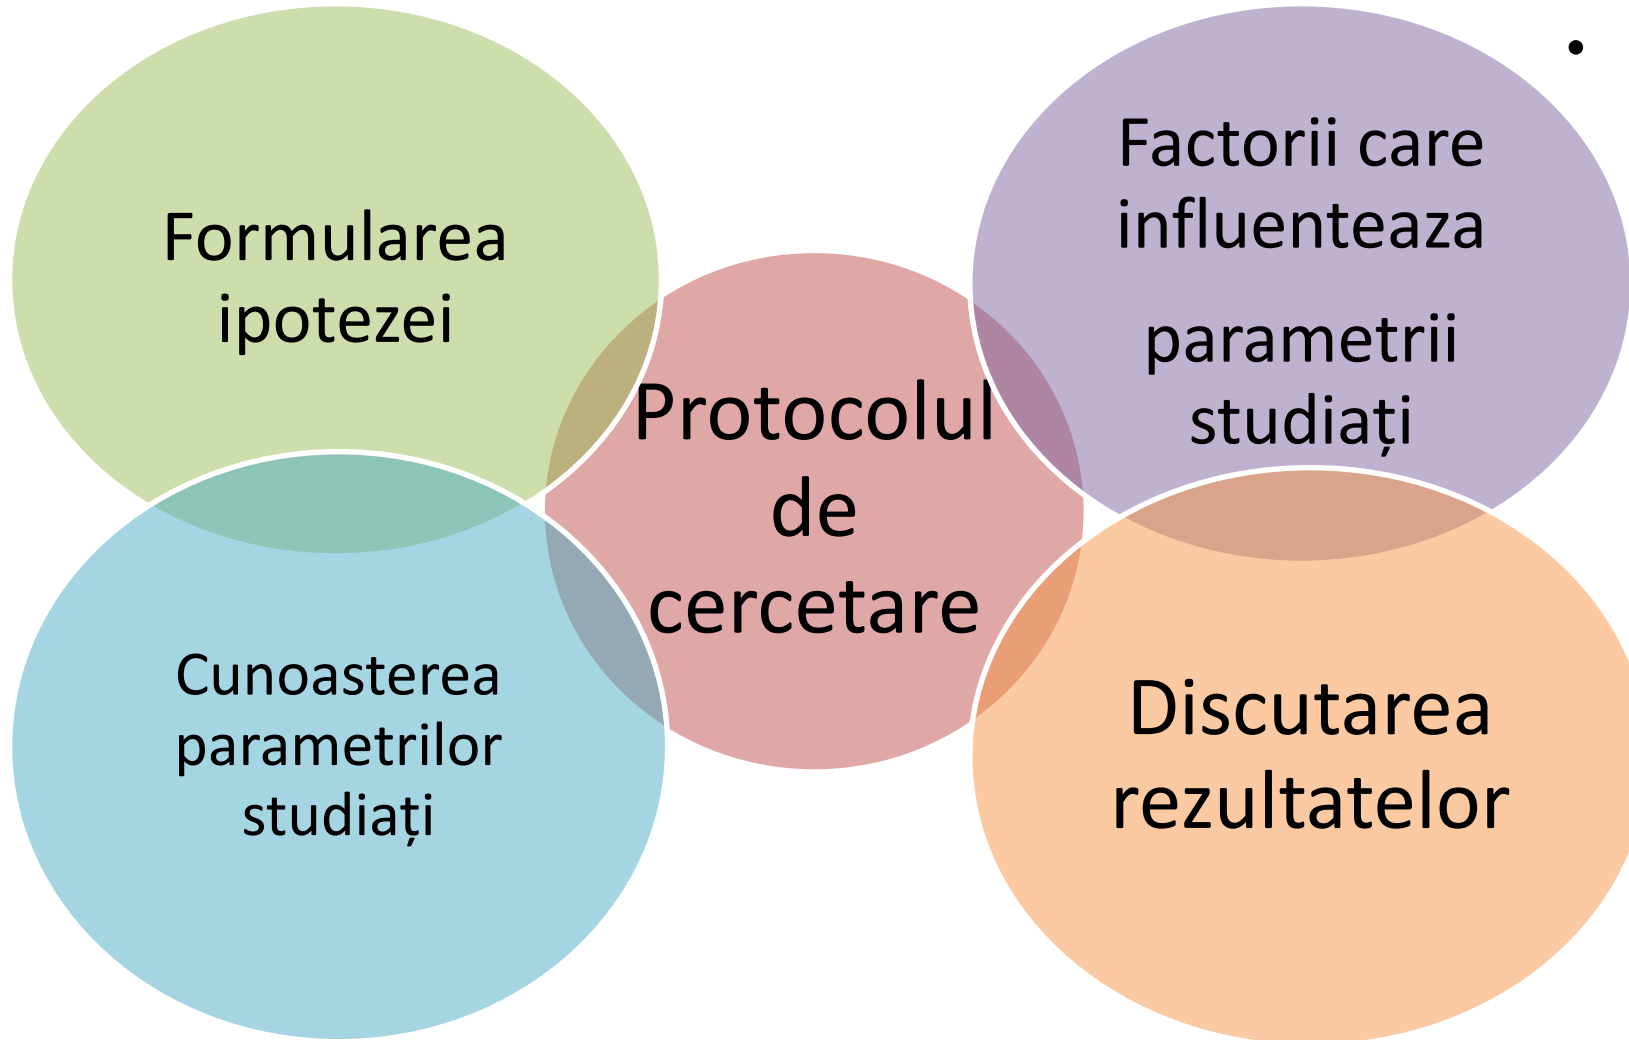 Formularea
ipotezei
Factorii care
influenteaza
parametrii
studiați
Protocolul
de
cercetare
Cunoasterea
parametrilor
studiați
Discutarea
rezultatelor